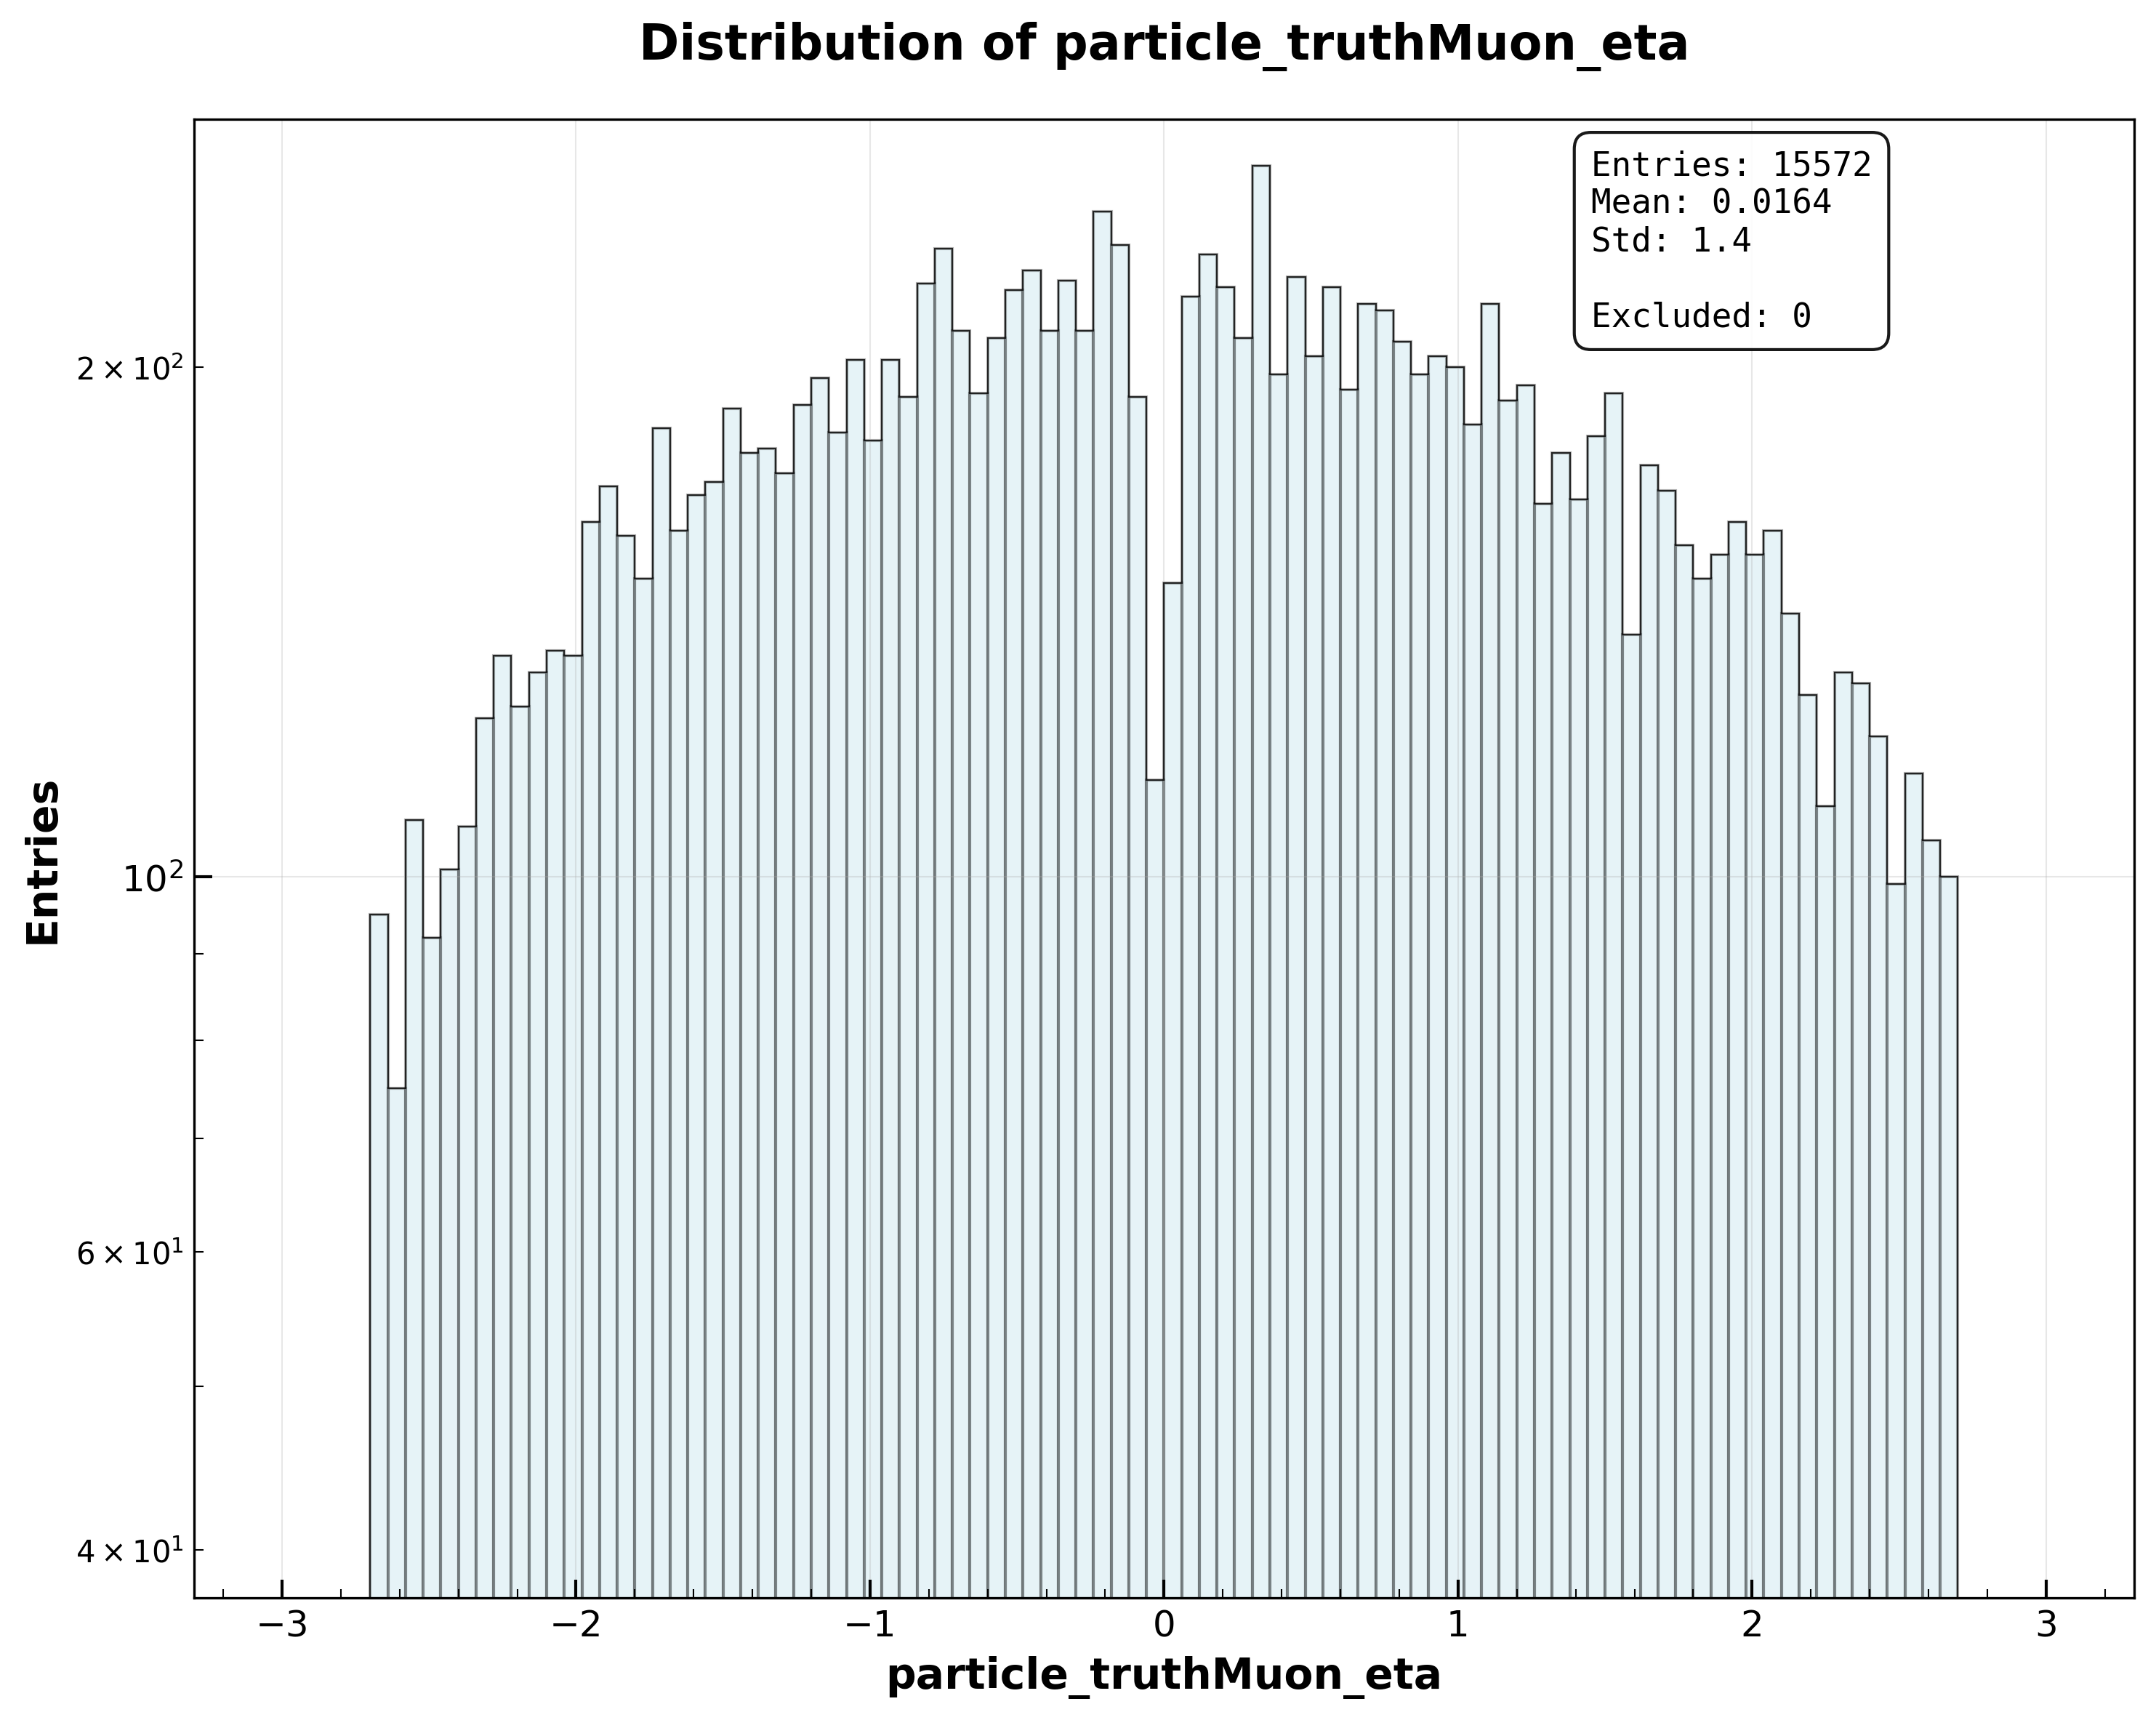 Distribution of particle_truthMuon_eta
Entries: 15572
Mean: 0.0164
Std: 1.4
Excluded: 0
2 × 10²
10²
6 × 10¹
4 × 10¹
Entries
−3 −2 −1 0 1 2 3
particle_truthMuon_eta